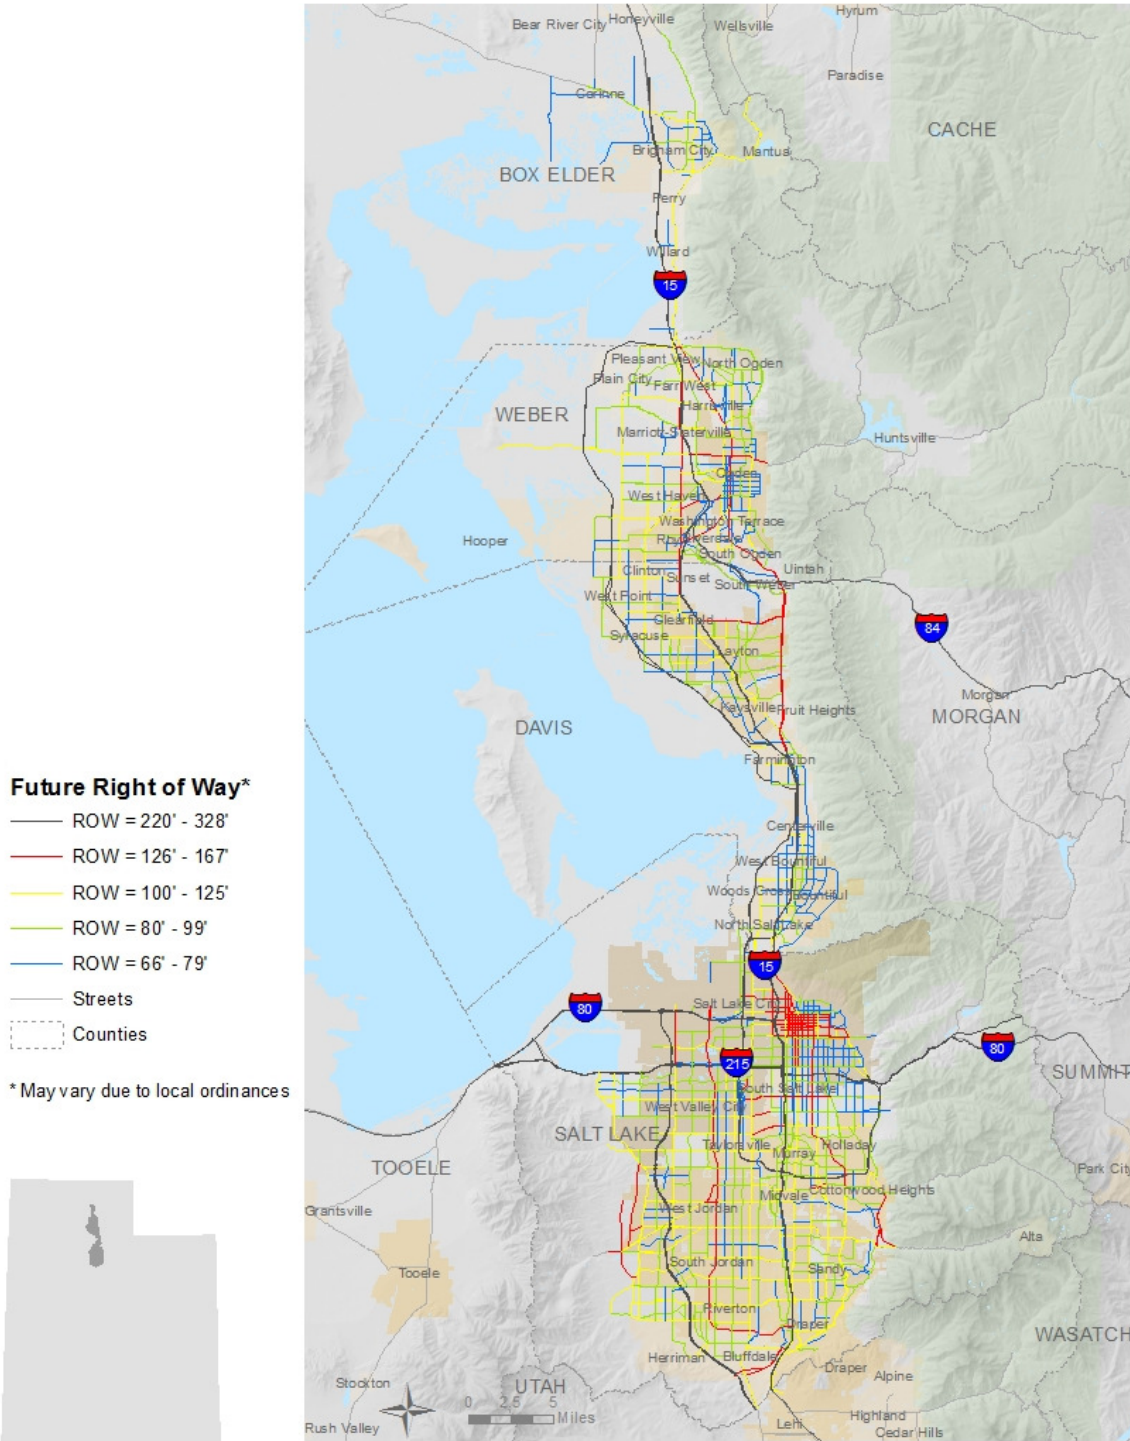 Honeyville
Hyrum
Bear River City
Wellsville
Paradise
Corinne
CACHE
Brigham City
Mantua
BOX ELDER
Perry
Willard
15
Pleasant View
North Ogden
Plain City
Farr West
WEBER
Harrisville
Marriott-Slaterville
Huntsville
Ogden
West Haven
Washington Terrace
Hooper
Roy
Riverdale
South Ogden
Clinton
Sunset
Uintah
South Weber
West Point
Clearfield
84
Syracuse
Layton
Morgan
Kaysville
Fruit Heights
MORGAN
DAVIS
Farmington
Future Right of Way*
ROW = 220' - 328'
ROW = 126' - 167'
ROW = 100' - 125'
ROW = 80' - 99'
ROW = 66' - 79'
Streets
Counties
* May vary due to local ordinances
Centerville
West Bountiful
Woods Cross
Bountiful
North Salt Lake
15
Salt Lake City
80
80
215
SUMMIT
South Salt Lake
West Valley City
SALT LAKE
Taylorsville
Holladay
Murray
TOOELE
Park City
Midvale
Cottonwood Heights
Grantsville
West Jordan
Alta
South Jordan
Sandy
Tooele
Riverton
Draper
WASATCH
Herriman
Bluffdale
Draper
Alpine
Stockton
UTAH
0 2.5 5
Miles
Highland
Rush Valley
Lehi
Cedar Hills